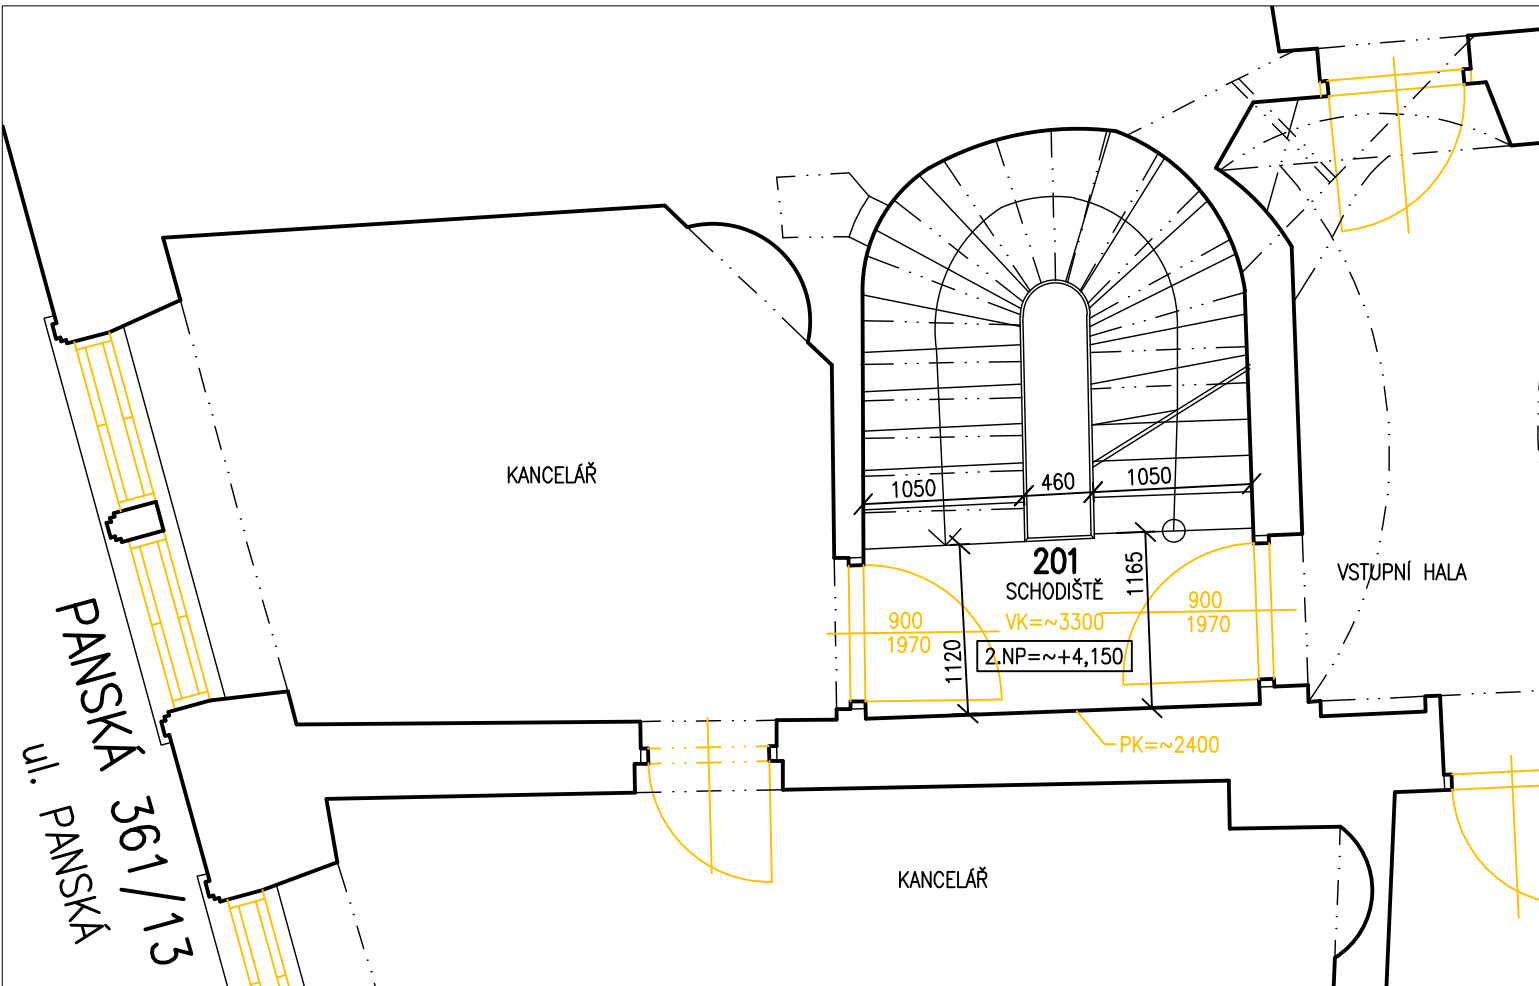 KANCELÁŘ
1050
460
1050
201
SCHODIŠTĚ
VK=~3300
2.NP=~+4,150
1120
1165
900
1970
900
1970
VSTUPNÍ HALA
PK=~2400
KANCELÁŘ
PANSKÁ 361/13
ul. PANSKÁ